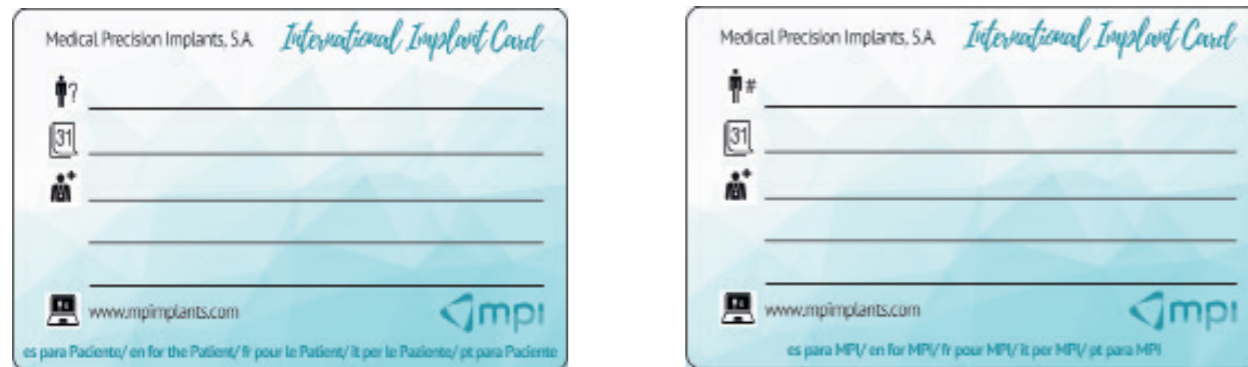 Medical Precision Implants, S.A. International Implant Card
?
31
www.mpimplants.com
mpi
es para Paciente/ en for the Patient/ fr pour le Patient/ it per le Paziente/ pt para Paciente
Medical Precision Implants, S.A. International Implant Card
#
31
www.mpimplants.com
mpi
es para MPI/ en for MPI/ fr pour MPI/ it per MPI/ pt para MPI